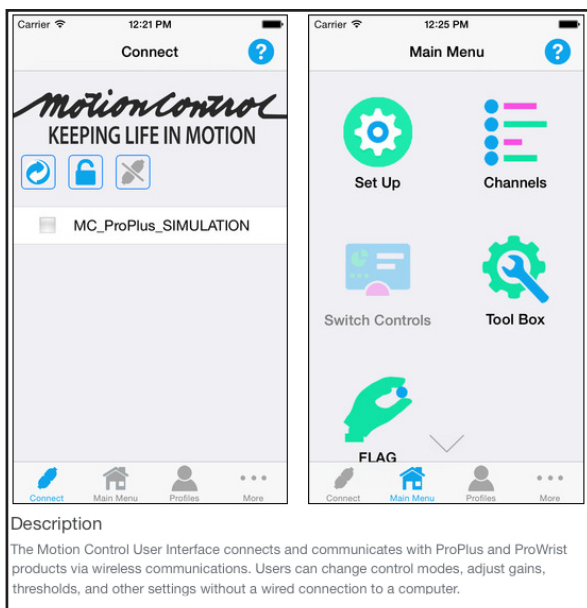 Carrier 12:21 PM
Connect
?
Motion Control
KEEPING LIFE IN MOTION
MC_ProPlus_SIMULATION
Connect Main Menu Profiles More
Carrier 12:25 PM
Main Menu
?
Set Up Channels
Switch Controls Tool Box
FLAG
Connect Main Menu Profiles More
Description
The Motion Control User Interface connects and communicates with ProPlus and ProWrist
products via wireless communications. Users can change control modes, adjust gains,
thresholds, and other settings without a wired connection to a computer.